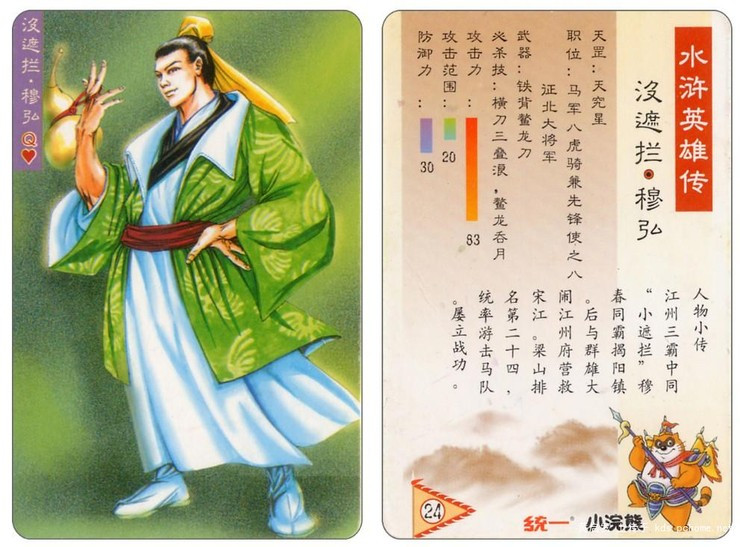 没遮拦·穆弘
Q
水浒英雄传
没遮拦·穆弘
天罡：天究星
职位：马军八虎骑兼先锋使之八
征北大将军
武器：铁背鳌龙刀
必杀技：横刀三叠浪，鳌龙吞月
攻击力：
83
攻击范围：
20
防御力：
30
人物小传
江州三霸中同
“小遮拦”穆
春同霸揭阳镇
。后与群雄大
闹江州府营救
宋江。梁山排
名第二十四，
统率游击马队
。屡立战功。
24
统一
小浣熊